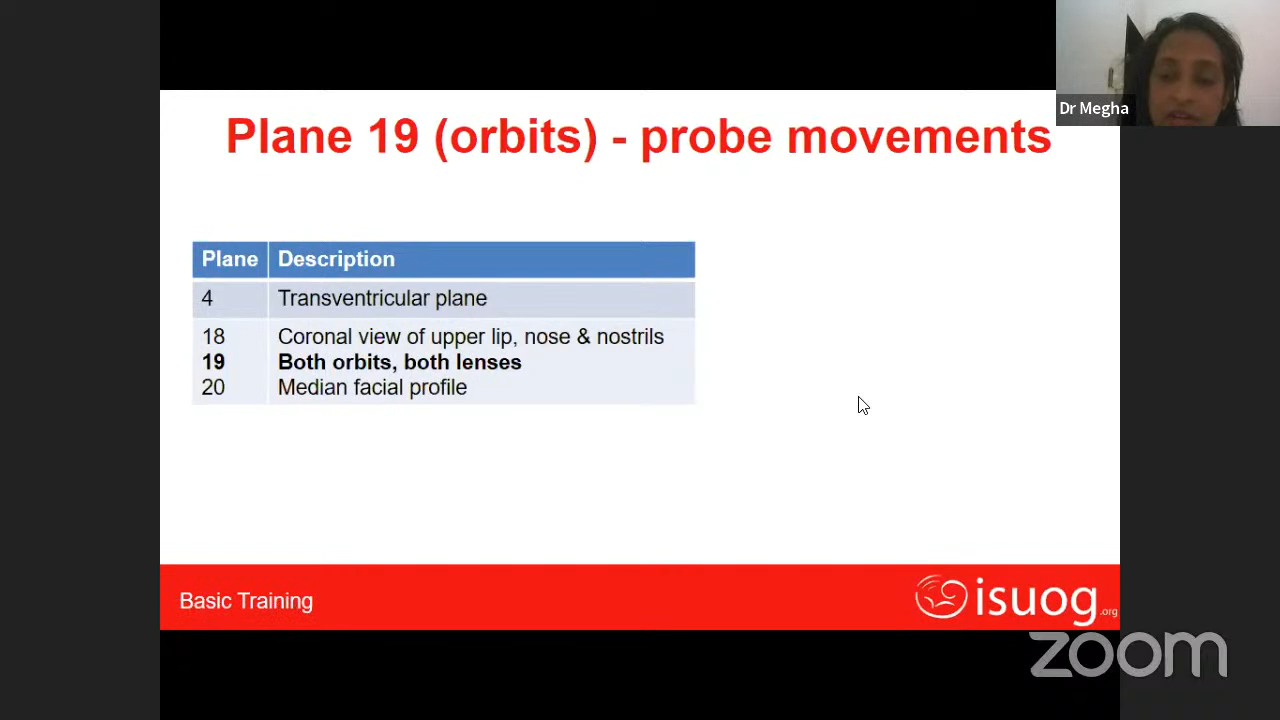 Dr Megha
Plane 19 (orbits) - probe movements
Plane Description
4 Transventricular plane
18 Coronal view of upper lip, nose & nostrils
19 Both orbits, both lenses
20 Median facial profile
Basic Training
isuog.org
zoom